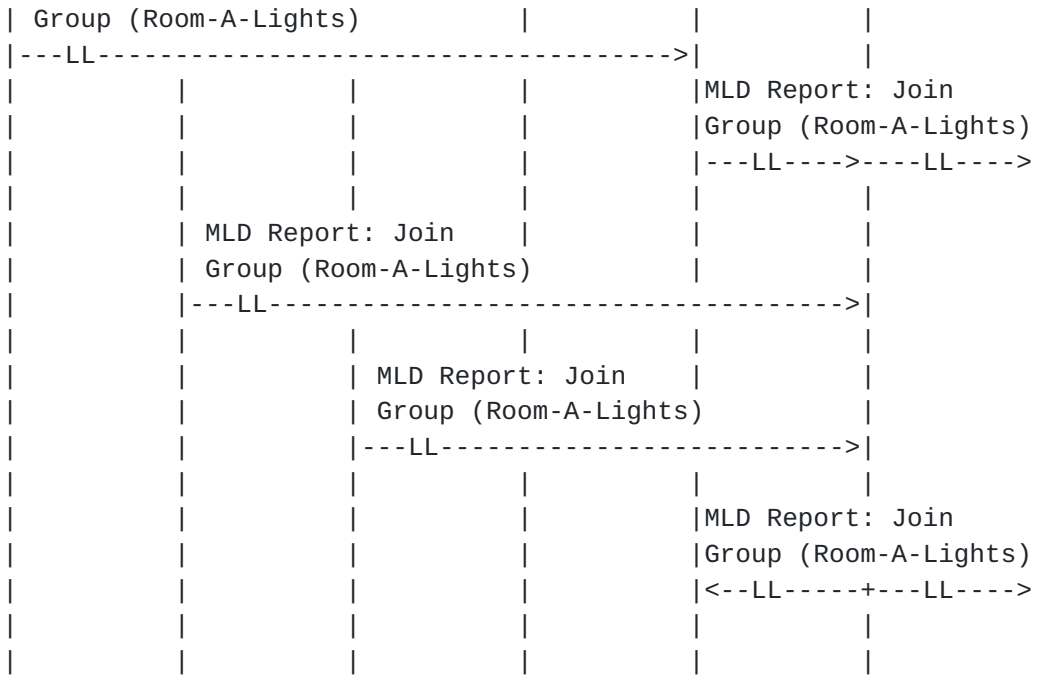 | Group (Room-A-Lights)          |          |          |
|---LL------------------------------------->|          |
|          |          |          |          |MLD Report: Join
|          |          |          |          |Group (Room-A-Lights)
|          |          |          |          |---LL---->----LL---->
|          |          |          |          |          |
|          | MLD Report: Join    |          |          |
|          | Group (Room-A-Lights)          |          |
|          |---LL------------------------------------->|
|          |          |          |          |          |
|          |          | MLD Report: Join    |          |
|          |          | Group (Room-A-Lights)          |
|          |          |---LL-------------------------->|
|          |          |          |          |          |
|          |          |          |          |MLD Report: Join
|          |          |          |          |Group (Room-A-Lights)
|          |          |          |          |<--LL-----+---LL---->
|          |          |          |          |          |
|          |          |          |          |          |